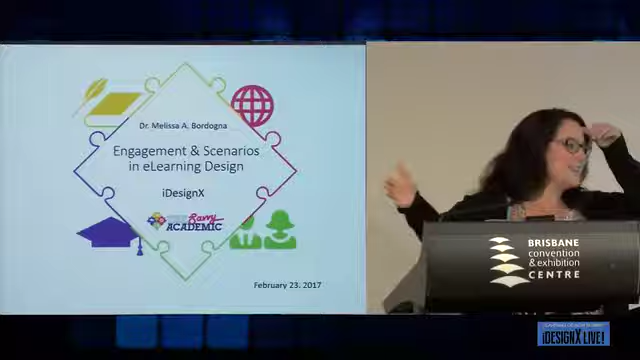 Dr. Melissa A. Bordogna
Engagement & Scenarios
in eLearning Design
iDesignX
ACADEMIC
February 23. 2017
BRISBANE
convention
& exhibition
CENTRE
iDesignX LIVE!